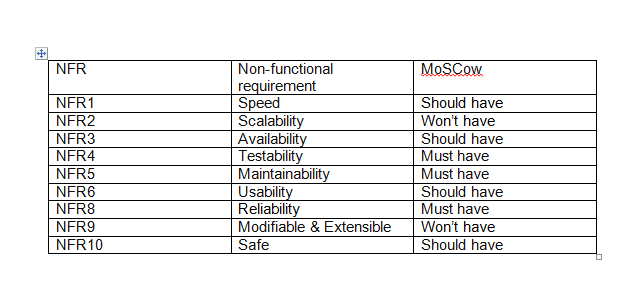 NFR Non-functional requirement MoSCow
NFR1 Speed Should have
NFR2 Scalability Won't have
NFR3 Availability Should have
NFR4 Testability Must have
NFR5 Maintainability Must have
NFR6 Usability Should have
NFR8 Reliability Must have
NFR9 Modifiable & Extensible Won't have
NFR10 Safe Should have